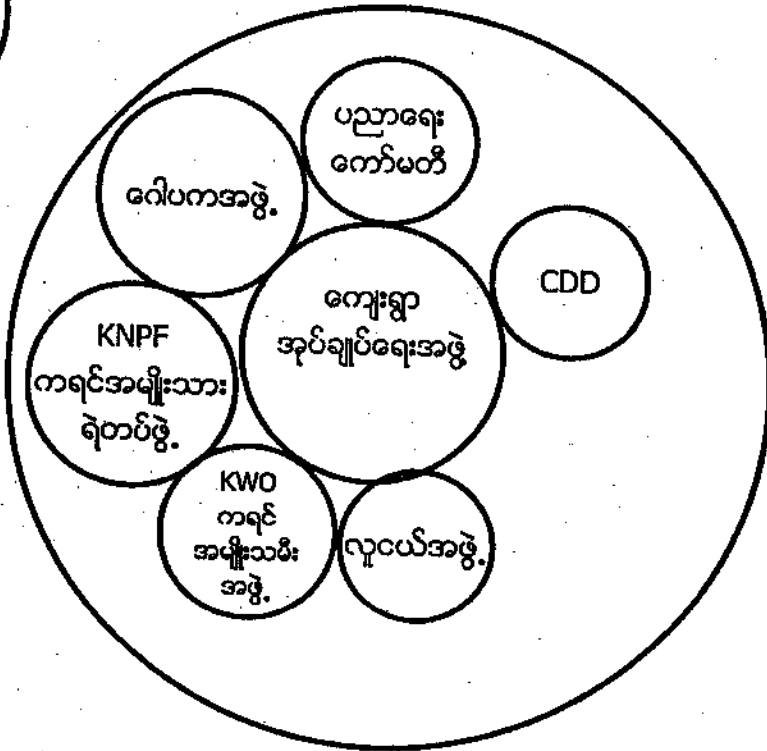 ပညာရေး
ကော်မတီ
ဂေါပကအဖွဲ့
CDD
ကျေးရွာ
အုပ်ချုပ်ရေးအဖွဲ့
KNPF
ကရင်အမျိုးသား
ရဲတပ်ဖွဲ့
KWO
ကရင်
အမျိုးသမီး
အဖွဲ့
လူငယ်အဖွဲ့